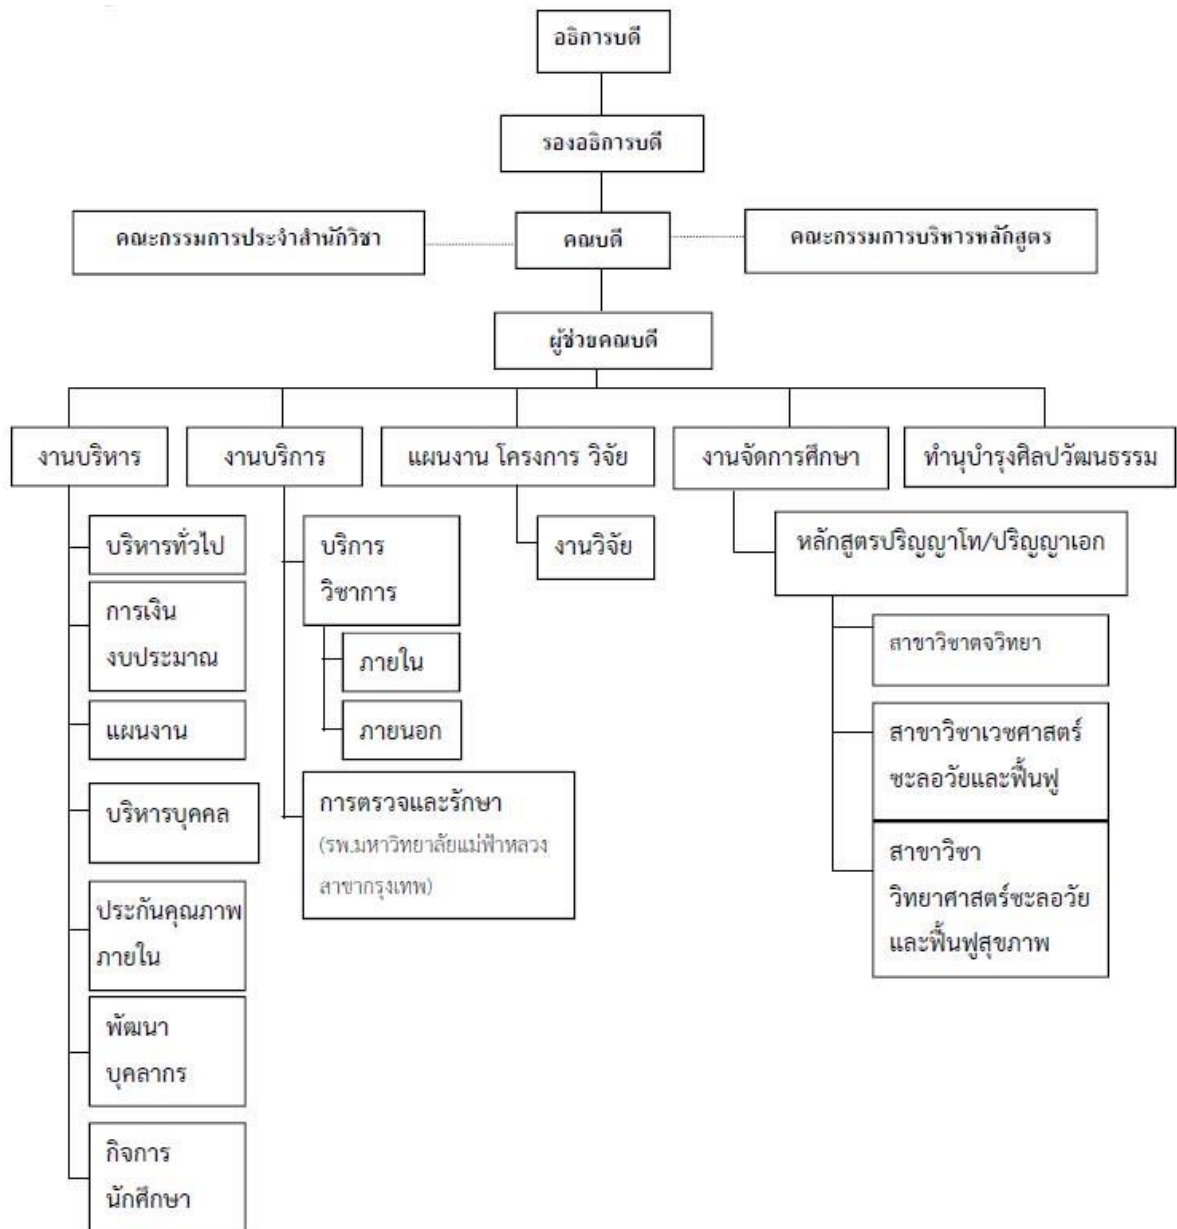 อธิการบดี
รองอธิการบดี
คณะกรรมการประจำสำนักวิชา
คณบดี
คณะกรรมการบริหารหลักสูตร
ผู้ช่วยคณบดี
งานบริหาร
งานบริการ
แผนงาน โครงการ วิจัย
งานจัดการศึกษา
ทำนุบำรุงศิลปวัฒนธรรม
บริหารทั่วไป
การเงิน
งบประมาณ
แผนงาน
บริหารบุคคล
ประกันคุณภาพ
ภายใน
พัฒนา
บุคลากร
กิจการ
นักศึกษา
บริการ
วิชาการ
ภายใน
ภายนอก
การตรวจและรักษา
(รพ.มหาวิทยาลัยแม่ฟ้าหลวง
สาขากรุงเทพ)
งานวิจัย
หลักสูตรปริญญาโท/ปริญญาเอก
สาขาวิชาตจวิทยา
สาขาวิชาเวชศาสตร์
ชะลอวัยและฟื้นฟู
สาขาวิชา
วิทยาศาสตร์ชะลอวัย
และฟื้นฟูสุขภาพ